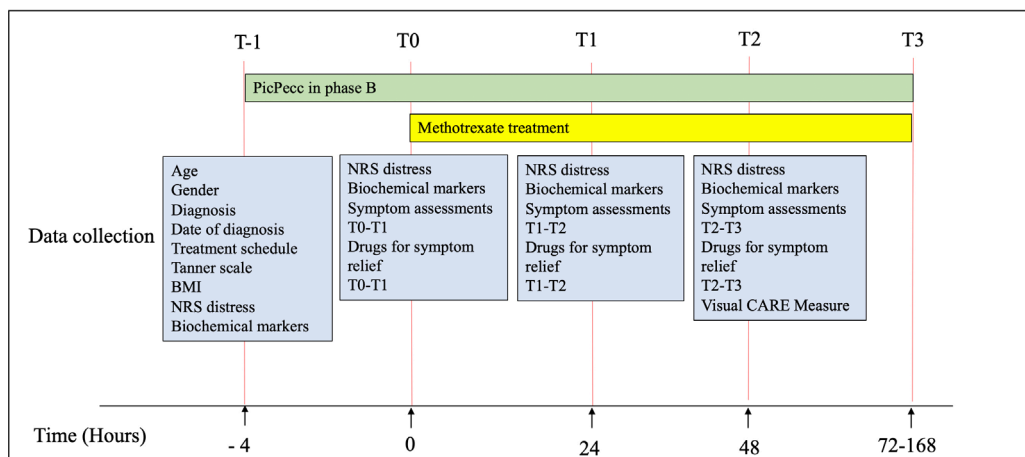 T-1 T0 T1 T2 T3
PicPecc in phase B
Methotrexate treatment
Data collection
Age
Gender
Diagnosis
Date of diagnosis
Treatment schedule
Tanner scale
BMI
NRS distress
Biochemical markers
NRS distress
Biochemical markers
Symptom assessments
T0-T1
Drugs for symptom
relief
T0-T1
NRS distress
Biochemical markers
Symptom assessments
T1-T2
Drugs for symptom
relief
T1-T2
NRS distress
Biochemical markers
Symptom assessments
T2-T3
Drugs for symptom
relief
T2-T3
Visual CARE Measure
Time (Hours) - 4 0 24 48 72-168